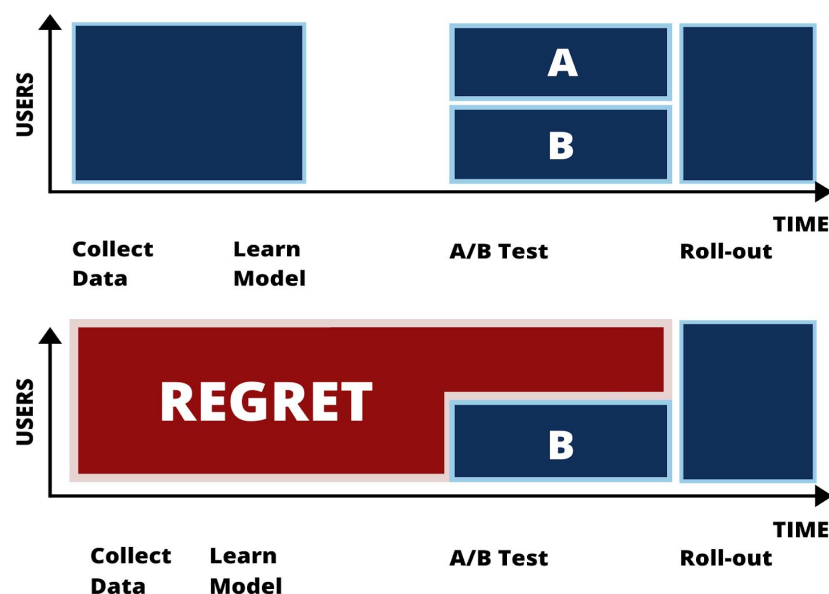 USERS
A
B
TIME
Collect Data
Learn Model
A/B Test
Roll-out
USERS
REGRET
B
TIME
Collect Data
Learn Model
A/B Test
Roll-out